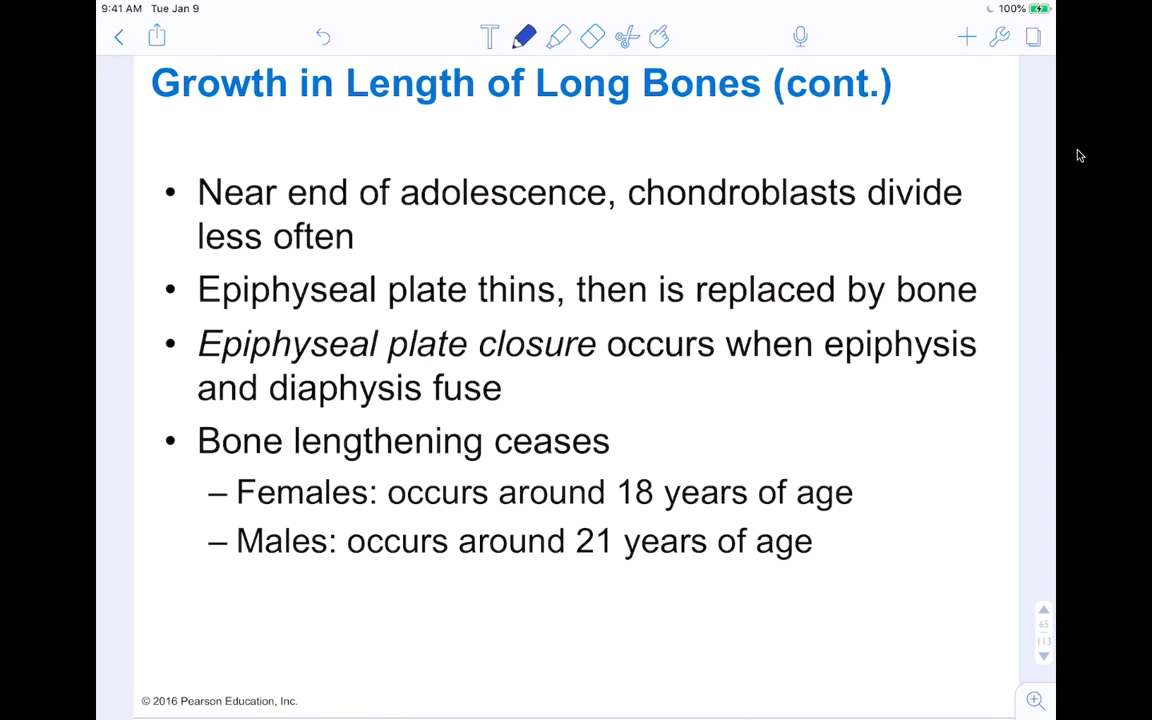 9:41 AM Tue Jan 9
100%
Growth in Length of Long Bones (cont.)
• Near end of adolescence, chondroblasts divide
less often
• Epiphyseal plate thins, then is replaced by bone
• Epiphyseal plate closure occurs when epiphysis
and diaphysis fuse
• Bone lengthening ceases
– Females: occurs around 18 years of age
– Males: occurs around 21 years of age
65
113
© 2016 Pearson Education, Inc.